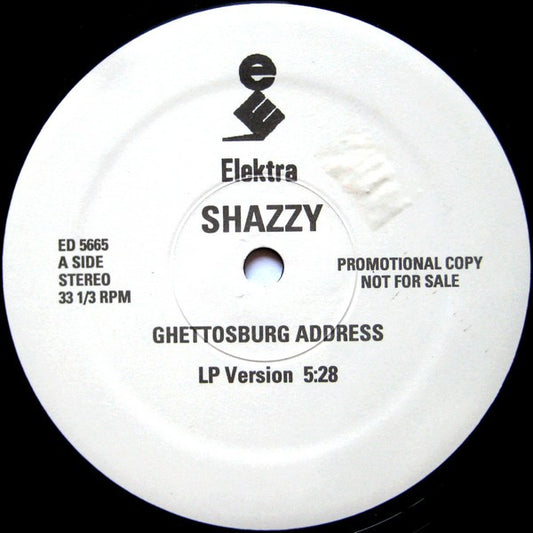 e
Elektra
SHAZZY
ED 5665
A SIDE
STEREO
33 1/3 RPM
PROMOTIONAL COPY
NOT FOR SALE
GHETTOSBURG ADDRESS
LP Version 5:28